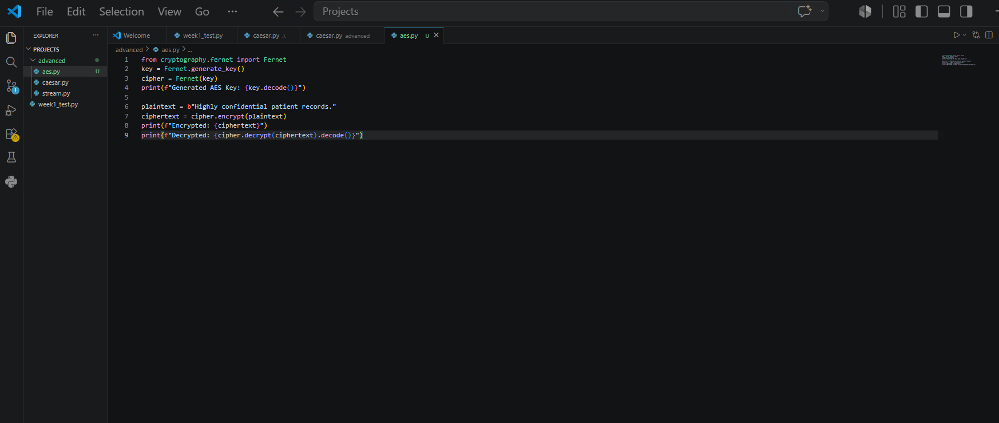 File Edit Selection View Go ··· Projects
EXPLORER ···
PROJECTS
advanced
aes.py U
caesar.py
stream.py
week1_test.py
1
Welcome week1_test.py caesar.py .\ caesar.py advanced aes.py U
advanced > aes.py > ...
1 from cryptography.fernet import Fernet
2 key = Fernet.generate_key()
3 cipher = Fernet(key)
4 print(f"Generated AES Key: {key.decode()}")
5
6 plaintext = b"Highly confidential patient records."
7 ciphertext = cipher.encrypt(plaintext)
8 print(f"Encrypted: {ciphertext}")
9 print(f"Decrypted: {cipher.decrypt(ciphertext).decode()}")